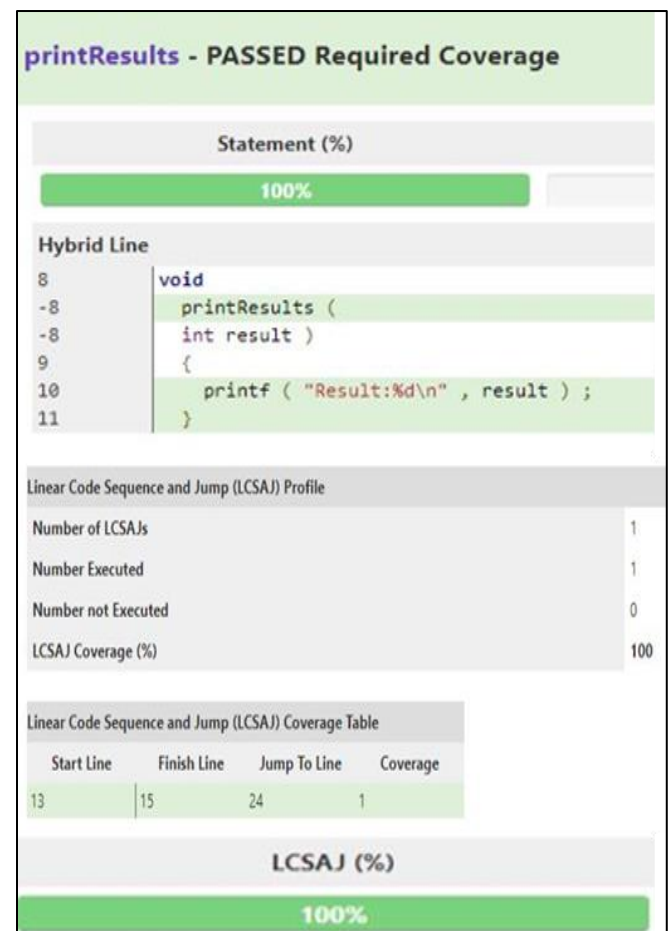 printResults - PASSED Required Coverage
Statement (%)
100%
Hybrid Line
8 void
-8 printResults (
-8 int result )
9 {
10 printf ( "Result:%d\n" , result ) ;
11 }
Linear Code Sequence and Jump (LCSAJ) Profile
Number of LCSAJs 1
Number Executed 1
Number not Executed 0
LCSAJ Coverage (%) 100
Linear Code Sequence and Jump (LCSAJ) Coverage Table
Start Line Finish Line Jump To Line Coverage
13 15 24 1
LCSAJ (%)
100%